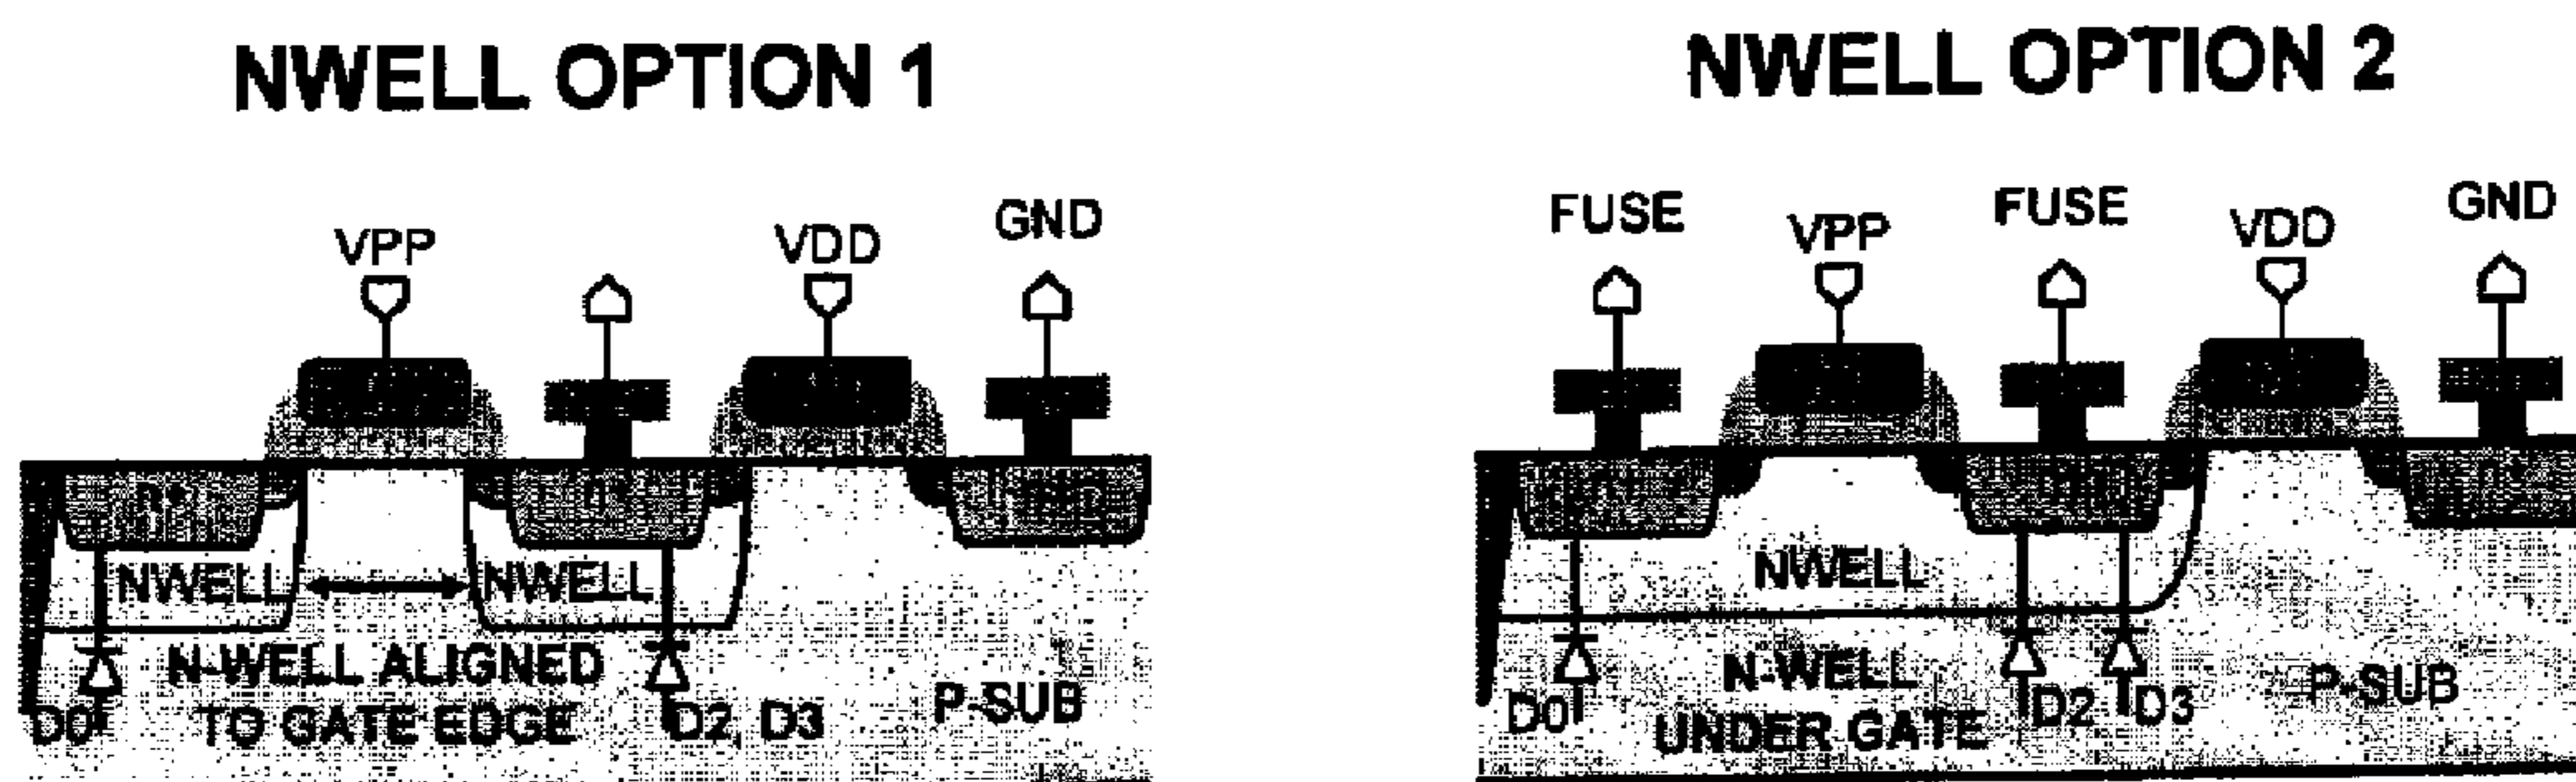 NWELL OPTION 1
VPP
VDD
GND
NWELL
NWELL
N-WELL ALIGNED
TO GATE EDGE
D0
D2, D3
P-SUB
NWELL OPTION 2
FUSE
VPP
FUSE
VDD
GND
NWELL
N-WELL
UNDER GATE
D0
D2
D3
P-SUB